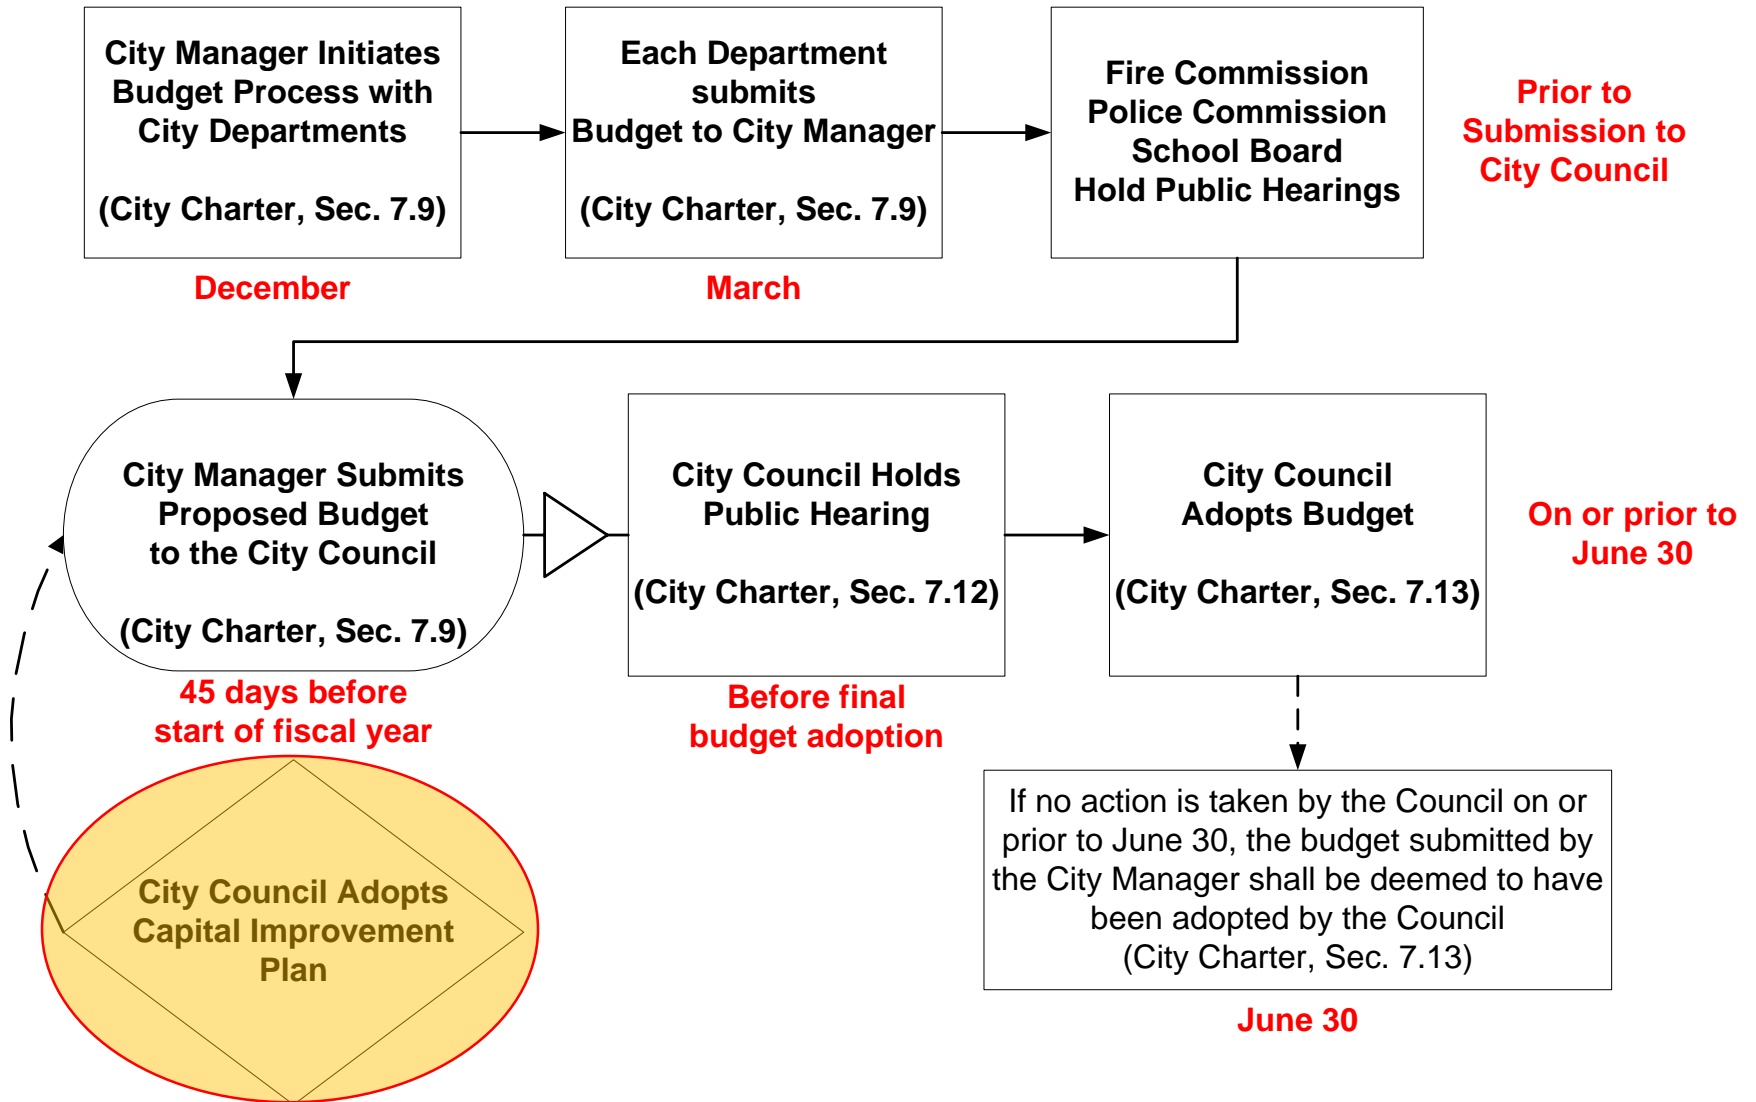 City Manager Initiates
Budget Process with
City Departments
(City Charter, Sec. 7.9)
December
Each Department
submits
Budget to City Manager
(City Charter, Sec. 7.9)
March
Fire Commission
Police Commission
School Board
Hold Public Hearings
Prior to
Submission to
City Council
City Manager Submits
Proposed Budget
to the City Council
(City Charter, Sec. 7.9)
45 days before
start of fiscal year
City Council Holds
Public Hearing
(City Charter, Sec. 7.12)
Before final
budget adoption
City Council
Adopts Budget
(City Charter, Sec. 7.13)
On or prior to
June 30
City Council Adopts
Capital Improvement
Plan
If no action is taken by the Council on or
prior to June 30, the budget submitted by
the City Manager shall be deemed to have
been adopted by the Council
(City Charter, Sec. 7.13)
June 30